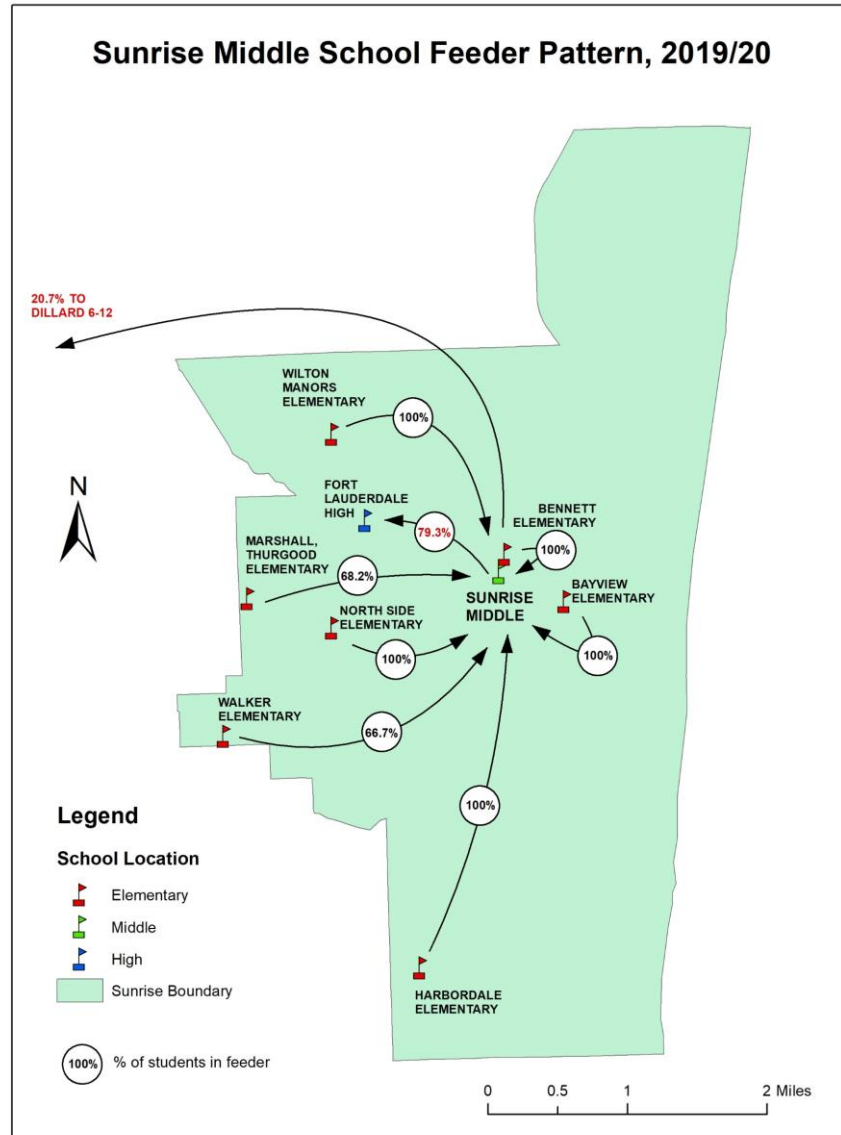 Sunrise Middle School Feeder Pattern, 2019/20
20.7% TO
DILLARD 6-12
WILTON
MANORS
ELEMENTARY
100%
N
FORT
LAUDERDALE
HIGH
79.3%
BENNETT
ELEMENTARY
100%
MARSHALL,
THURGOOD
ELEMENTARY
68.2%
BAYVIEW
ELEMENTARY
100%
SUNRISE
MIDDLE
NORTH SIDE
ELEMENTARY
100%
WALKER
ELEMENTARY
66.7%
100%
HARBORDALE
ELEMENTARY
Legend
School Location
Elementary
Middle
High
Sunrise Boundary
100% % of students in feeder
0 0.5 1 2 Miles